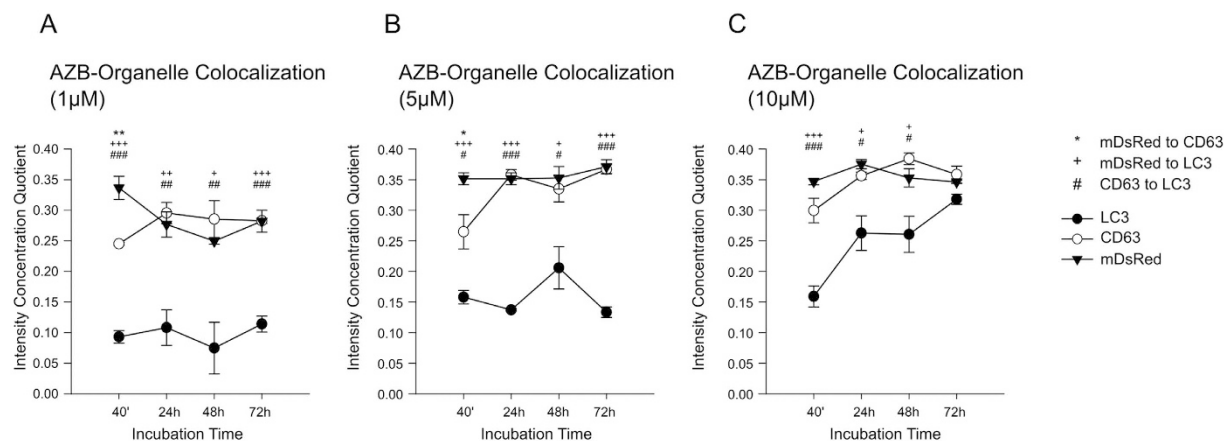 A
AZB-Organelle Colocalization
(1μM)
**
+++
###
++
##
+
##
+++
###
Intensity Concentration Quotient
0.40
0.35
0.30
0.25
0.20
0.15
0.10
0.05
0.00
40'
24h
48h
72h
Incubation Time
B
AZB-Organelle Colocalization
(5μM)
*
+++
#
+++
###
+
#
+++
###
Intensity Concentration Quotient
0.40
0.35
0.30
0.25
0.20
0.15
0.10
0.05
0.00
40'
24h
48h
72h
Incubation Time
C
AZB-Organelle Colocalization
(10μM)
+++
###
+
#
+
#
Intensity Concentration Quotient
0.40
0.35
0.30
0.25
0.20
0.15
0.10
0.05
0.00
40'
24h
48h
72h
Incubation Time
* mDsRed to CD63
+ mDsRed to LC3
# CD63 to LC3
LC3
CD63
mDsRed